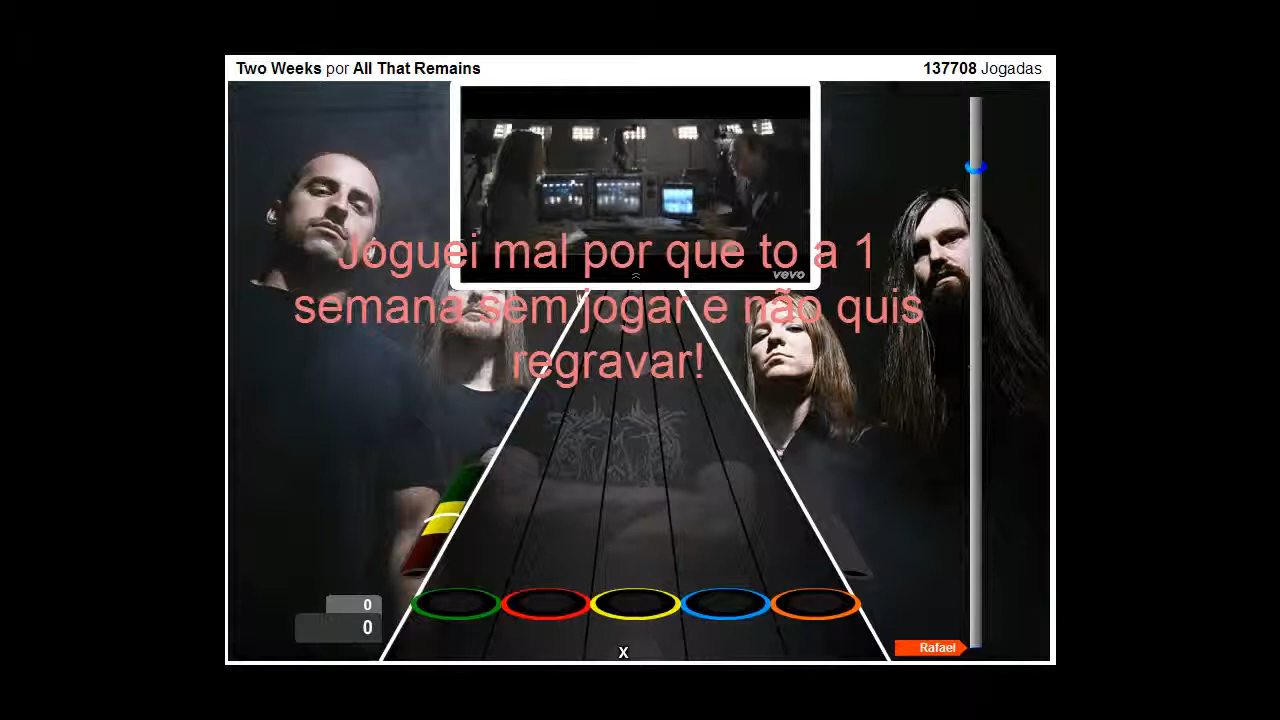 Two Weeks por All That Remains
137708 Jogadas
vevo
Joguei mal por que to a 1
semana sem jogar e não quis
regravar!
0
0
X
Rafael